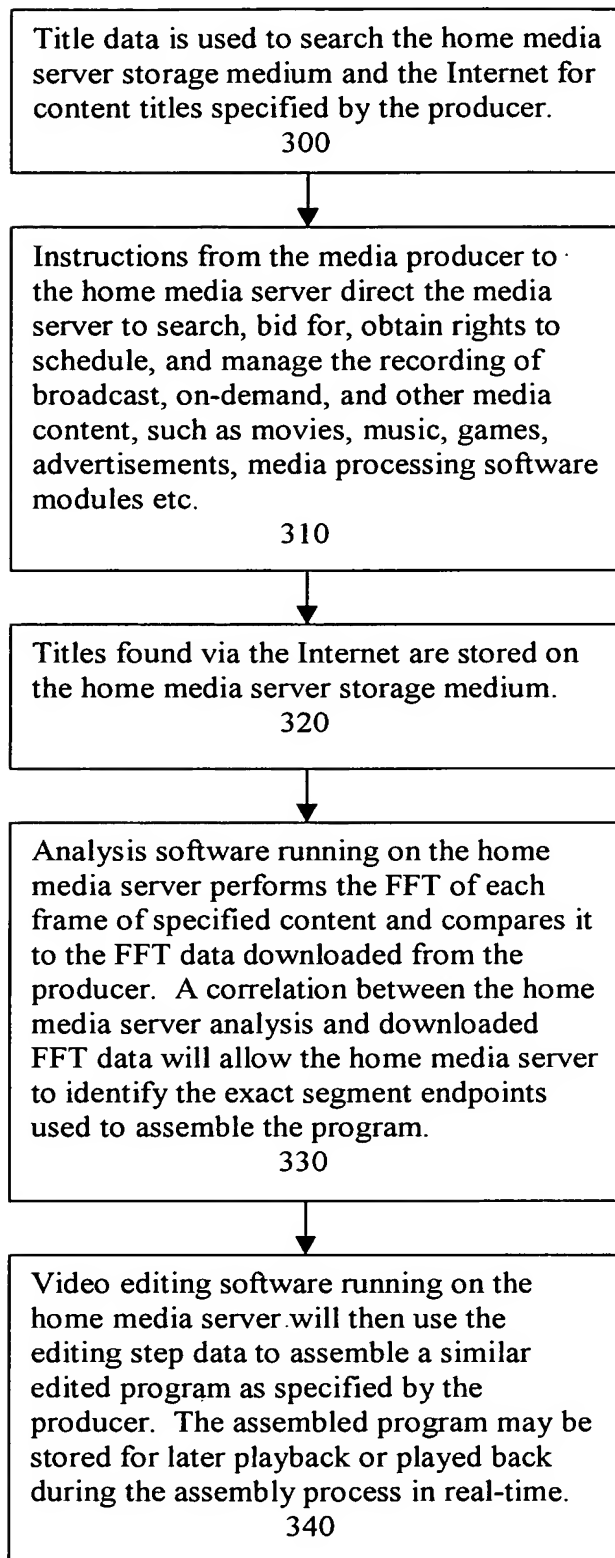 Title data is used to search the home media
server storage medium and the Internet for
content titles specified by the producer.
300
Instructions from the media producer to
the home media server direct the media
server to search, bid for, obtain rights to
schedule, and manage the recording of
broadcast, on-demand, and other media
content, such as movies, music, games,
advertisements, media processing software
modules etc.
310
Titles found via the Internet are stored on
the home media server storage medium.
320
Analysis software running on the home
media server performs the FFT of each
frame of specified content and compares it
to the FFT data downloaded from the
producer.  A correlation between the home
media server analysis and downloaded
FFT data will allow the home media server
to identify the exact segment endpoints
used to assemble the program.
330
Video editing software running on the
home media server will then use the
editing step data to assemble a similar
edited program as specified by the
producer.  The assembled program may be
stored for later playback or played back
during the assembly process in real-time.
340